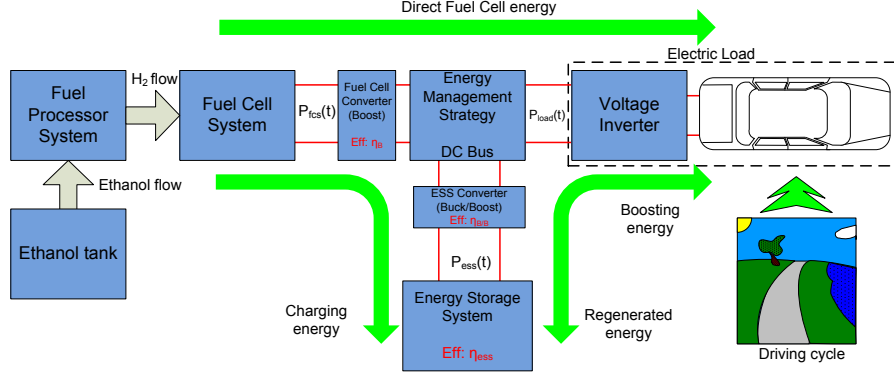 Direct Fuel Cell energy
Electric Load
Fuel
Processor
System
H2 flow
Fuel Cell
System
Pfcs(t)
Fuel Cell
Converter
(Boost)
Eff: ηB
Energy
Management
Strategy
DC Bus
Pload(t)
Voltage
Inverter
Ethanol flow
Ethanol tank
ESS Converter
(Buck/Boost)
Eff: ηB/B
Boosting
energy
Pess(t)
Charging
energy
Energy Storage
System
Eff: ηess
Regenerated
energy
Driving cycle